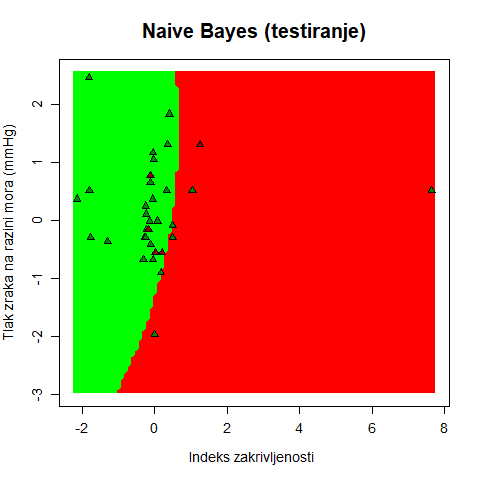 Naive Bayes (testiranje)
Tlak zraka na razini mora (mmHg)
2
1
0
-1
-2
-3
-2 0 2 4 6 8
Indeks zakrivljenosti